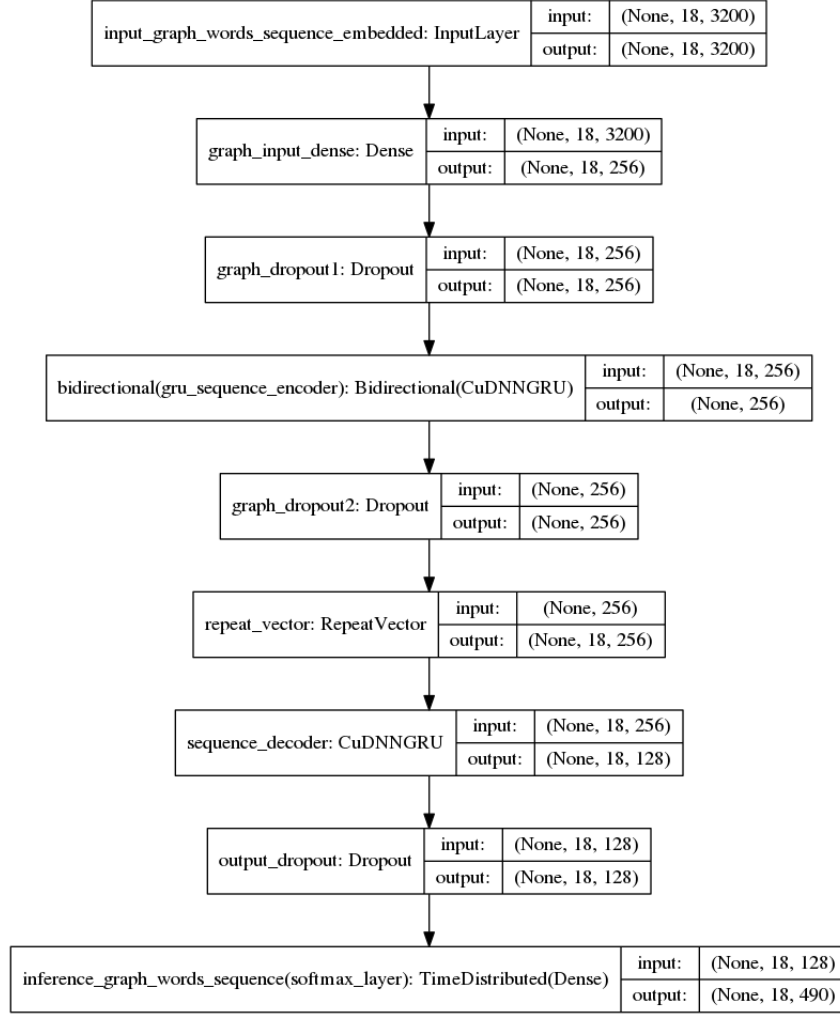 input_graph_words_sequence_embedded: InputLayer
input: (None, 18, 3200)
output: (None, 18, 3200)
graph_input_dense: Dense
input: (None, 18, 3200)
output: (None, 18, 256)
graph_dropout1: Dropout
input: (None, 18, 256)
output: (None, 18, 256)
bidirectional(gru_sequence_encoder): Bidirectional(CuDNNGRU)
input: (None, 18, 256)
output: (None, 256)
graph_dropout2: Dropout
input: (None, 256)
output: (None, 256)
repeat_vector: RepeatVector
input: (None, 256)
output: (None, 18, 256)
sequence_decoder: CuDNNGRU
input: (None, 18, 256)
output: (None, 18, 128)
output_dropout: Dropout
input: (None, 18, 128)
output: (None, 18, 128)
inference_graph_words_sequence(softmax_layer): TimeDistributed(Dense)
input: (None, 18, 128)
output: (None, 18, 490)